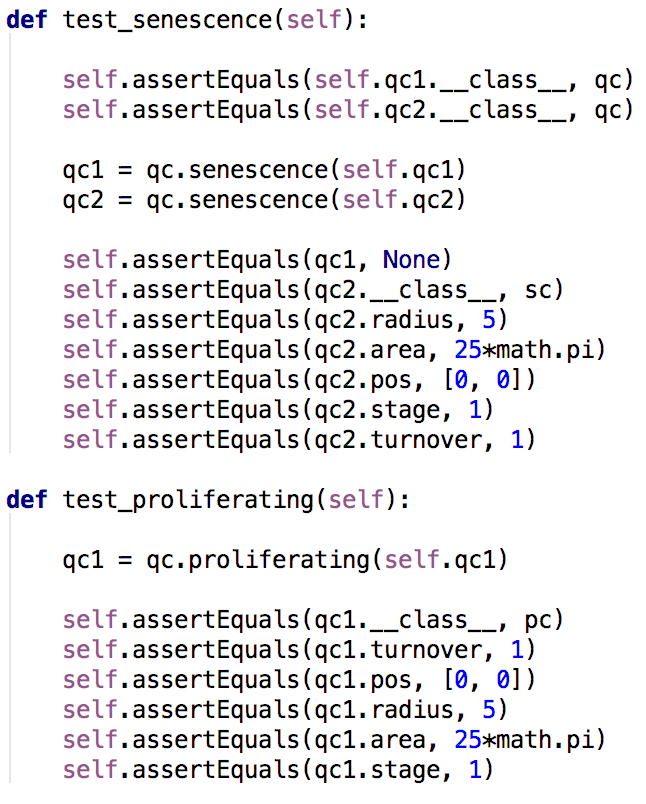 def test_senescence(self):
self.assertEquals(self.qc1.__class__, qc)
self.assertEquals(self.qc2.__class__, qc)
qc1 = qc.senescence(self.qc1)
qc2 = qc.senescence(self.qc2)
self.assertEquals(qc1, None)
self.assertEquals(qc2.__class__, sc)
self.assertEquals(qc2.radius, 5)
self.assertEquals(qc2.area, 25*math.pi)
self.assertEquals(qc2.pos, [0, 0])
self.assertEquals(qc2.stage, 1)
self.assertEquals(qc2.turnover, 1)
def test_proliferating(self):
qc1 = qc.proliferating(self.qc1)
self.assertEquals(qc1.__class__, pc)
self.assertEquals(qc1.turnover, 1)
self.assertEquals(qc1.pos, [0, 0])
self.assertEquals(qc1.radius, 5)
self.assertEquals(qc1.area, 25*math.pi)
self.assertEquals(qc1.stage, 1)